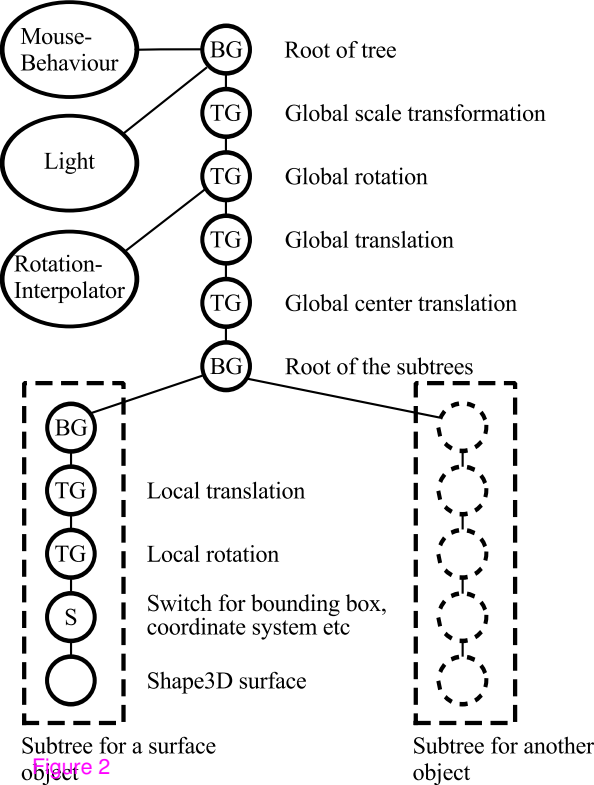 Mouse-
Behaviour
BG
Root of tree
TG
Global scale transformation
Light
TG
Global rotation
TG
Global translation
Rotation-
Interpolator
TG
Global center translation
BG
Root of the subtrees
BG
TG
Local translation
TG
Local rotation
S
Switch for bounding box,
coordinate system etc
Shape3D surface
Subtree for a surface
object
Figure 2
Subtree for another
object